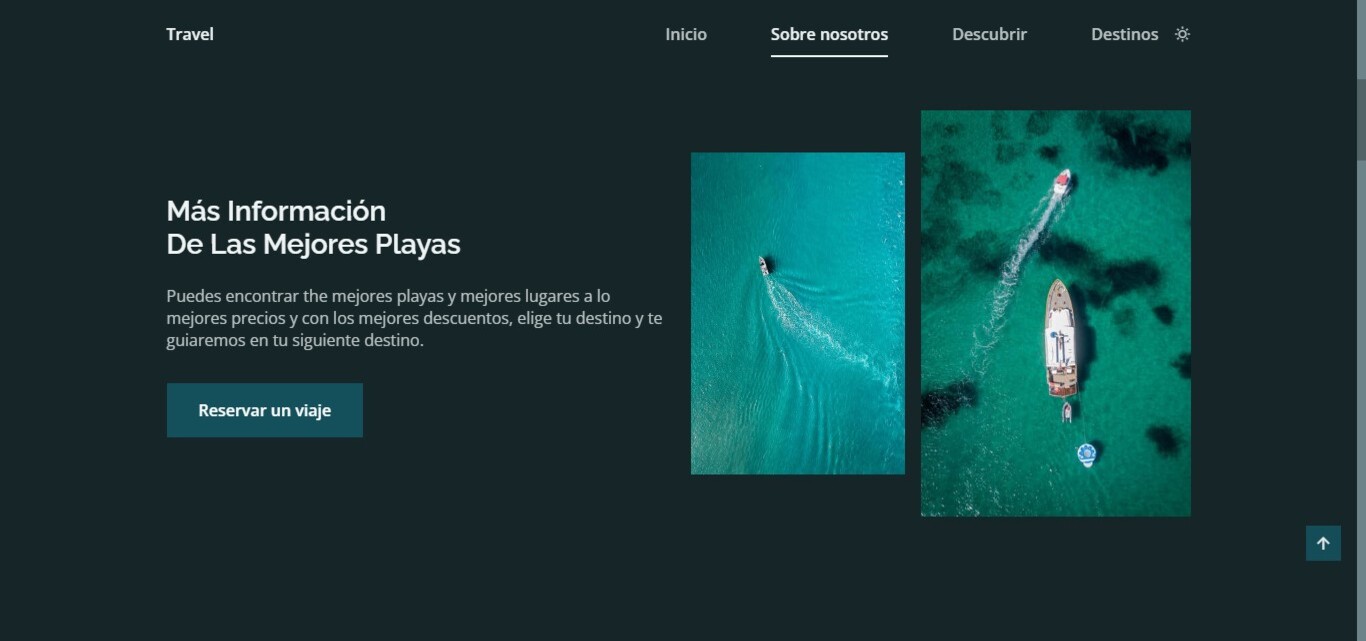 Travel
Inicio
Sobre nosotros
Descubrir
Destinos
Más Información
De Las Mejores Playas
Puedes encontrar the mejores playas y mejores lugares a lo
mejores precios y con los mejores descuentos, elige tu destino y te
guiaremos en tu siguiente destino.
Reservar un viaje